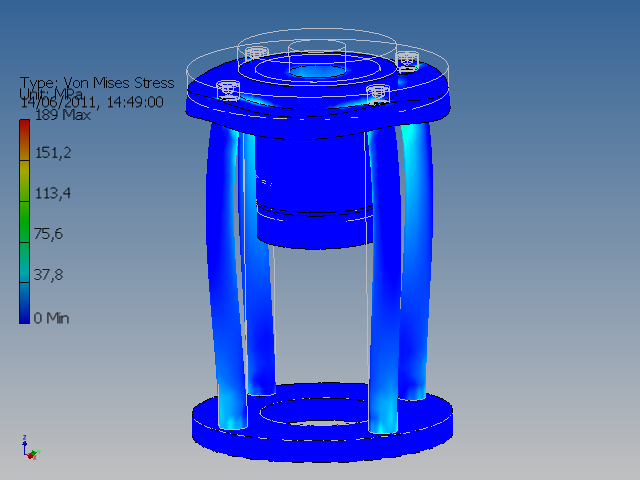 Type: Von Mises Stress
Unit: MPa
14/06/2011, 14:49:00
189 Max
151,2
113,4
75,6
37,8
0 Min
z